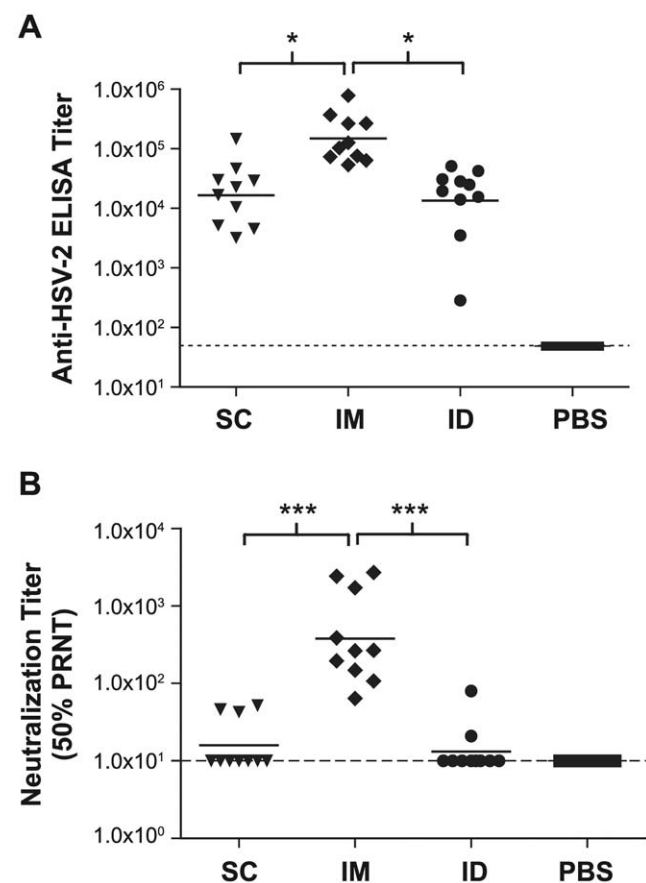 A
* *
Anti-HSV-2 ELISA Titer
1.0x10⁶
1.0x10⁵
1.0x10⁴
1.0x10³
1.0x10²
1.0x10¹
SC IM ID PBS
B
*** ***
Neutralization Titer
(50% PRNT)
1.0x10⁴
1.0x10³
1.0x10²
1.0x10¹
1.0x10⁰
SC IM ID PBS